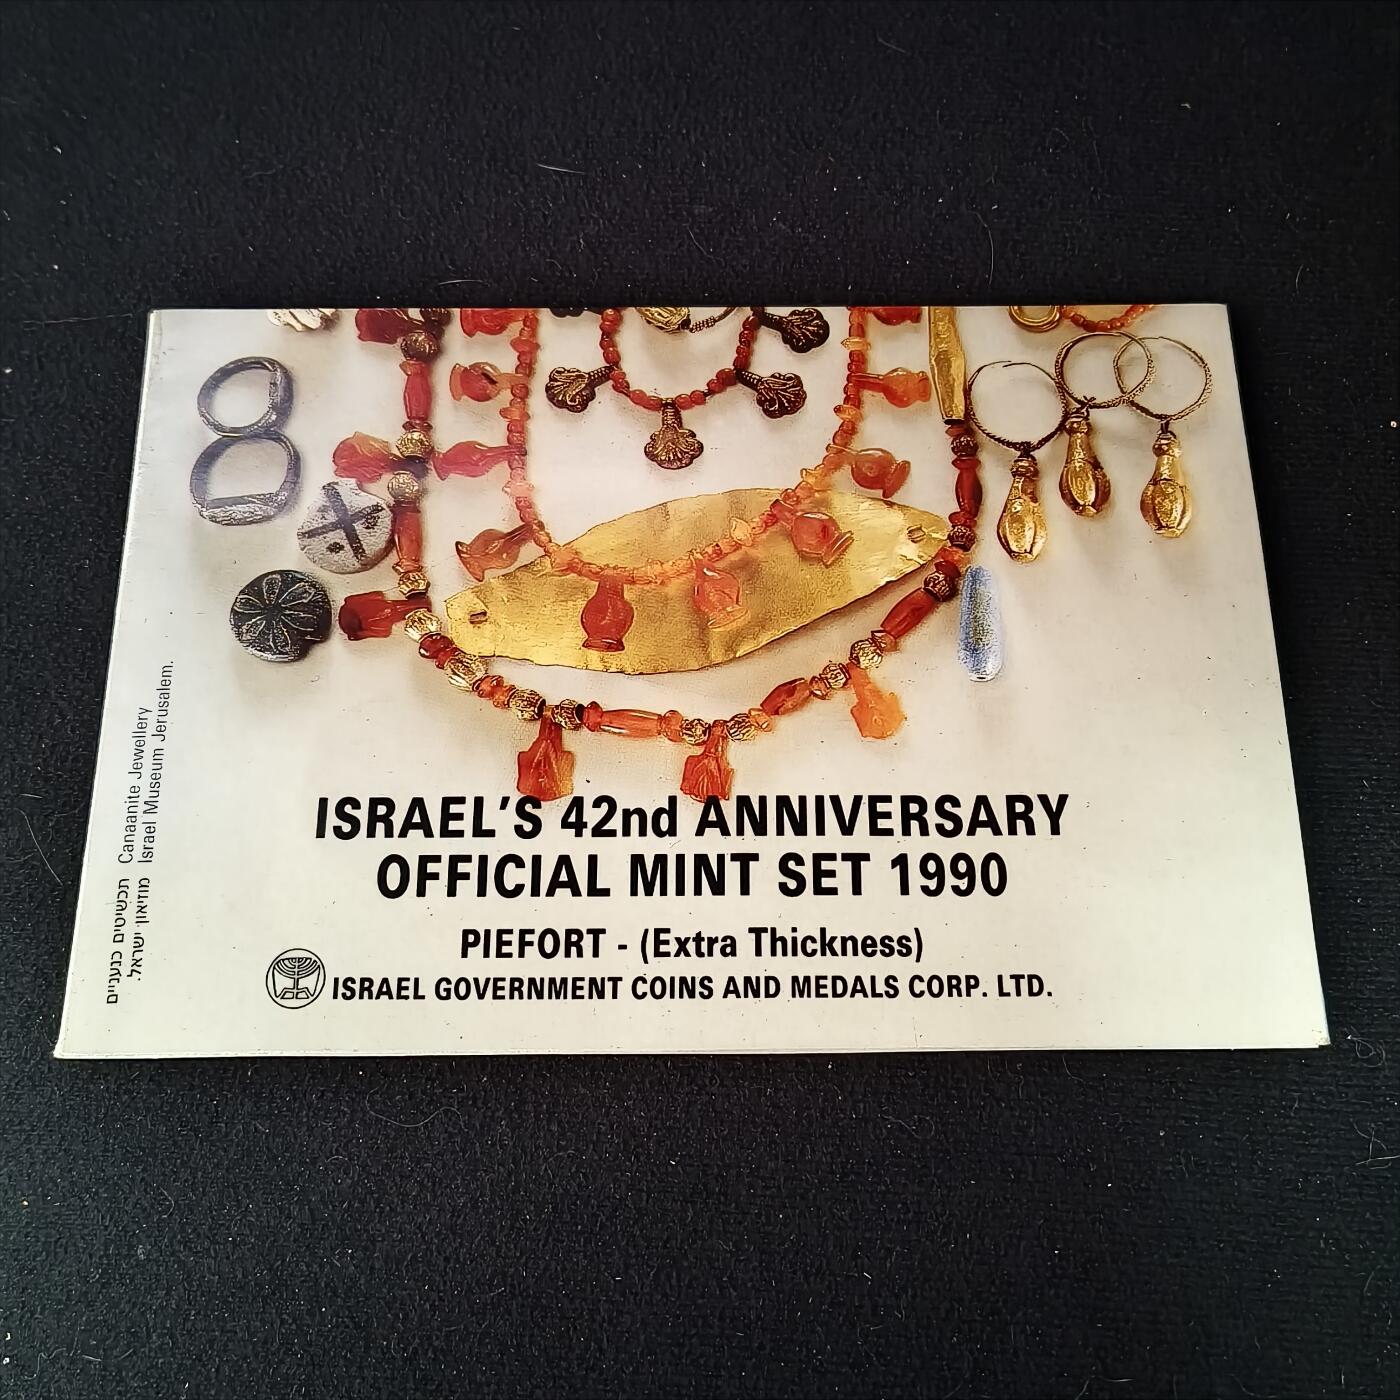 ISRAEL'S 42nd ANNIVERSARY
OFFICIAL MINT SET 1990
PIEFORT - (Extra Thickness)
ISRAEL GOVERNMENT COINS AND MEDALS CORP. LTD.
תכשיטים כנעניים
מוזיאון ישראל.
Canaanite Jewellery
Israel Museum Jerusalem.